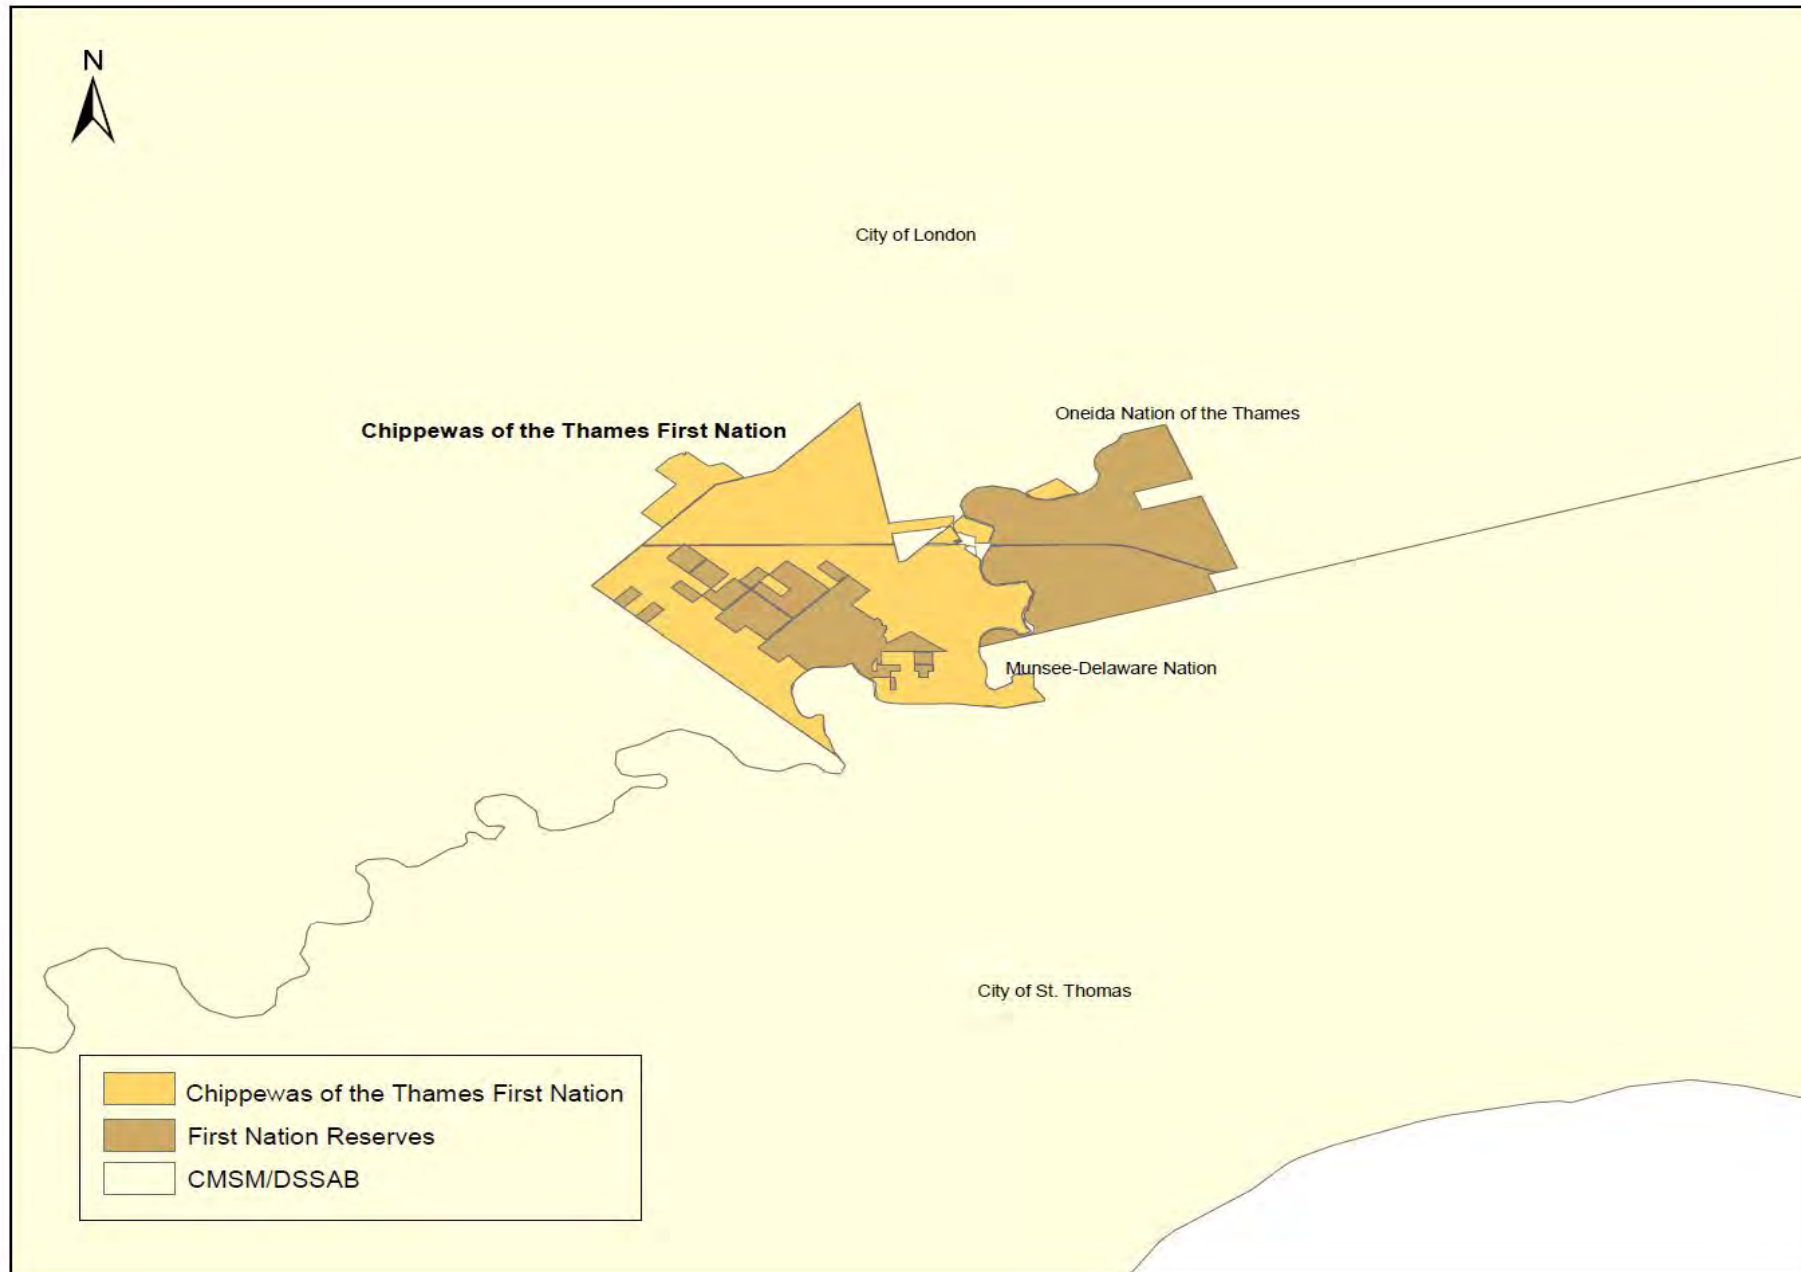 N
City of London
Oneida Nation of the Thames
Chippewas of the Thames First Nation
Munsee-Delaware Nation
City of St. Thomas
Chippewas of the Thames First Nation
First Nation Reserves
CMSM/DSSAB